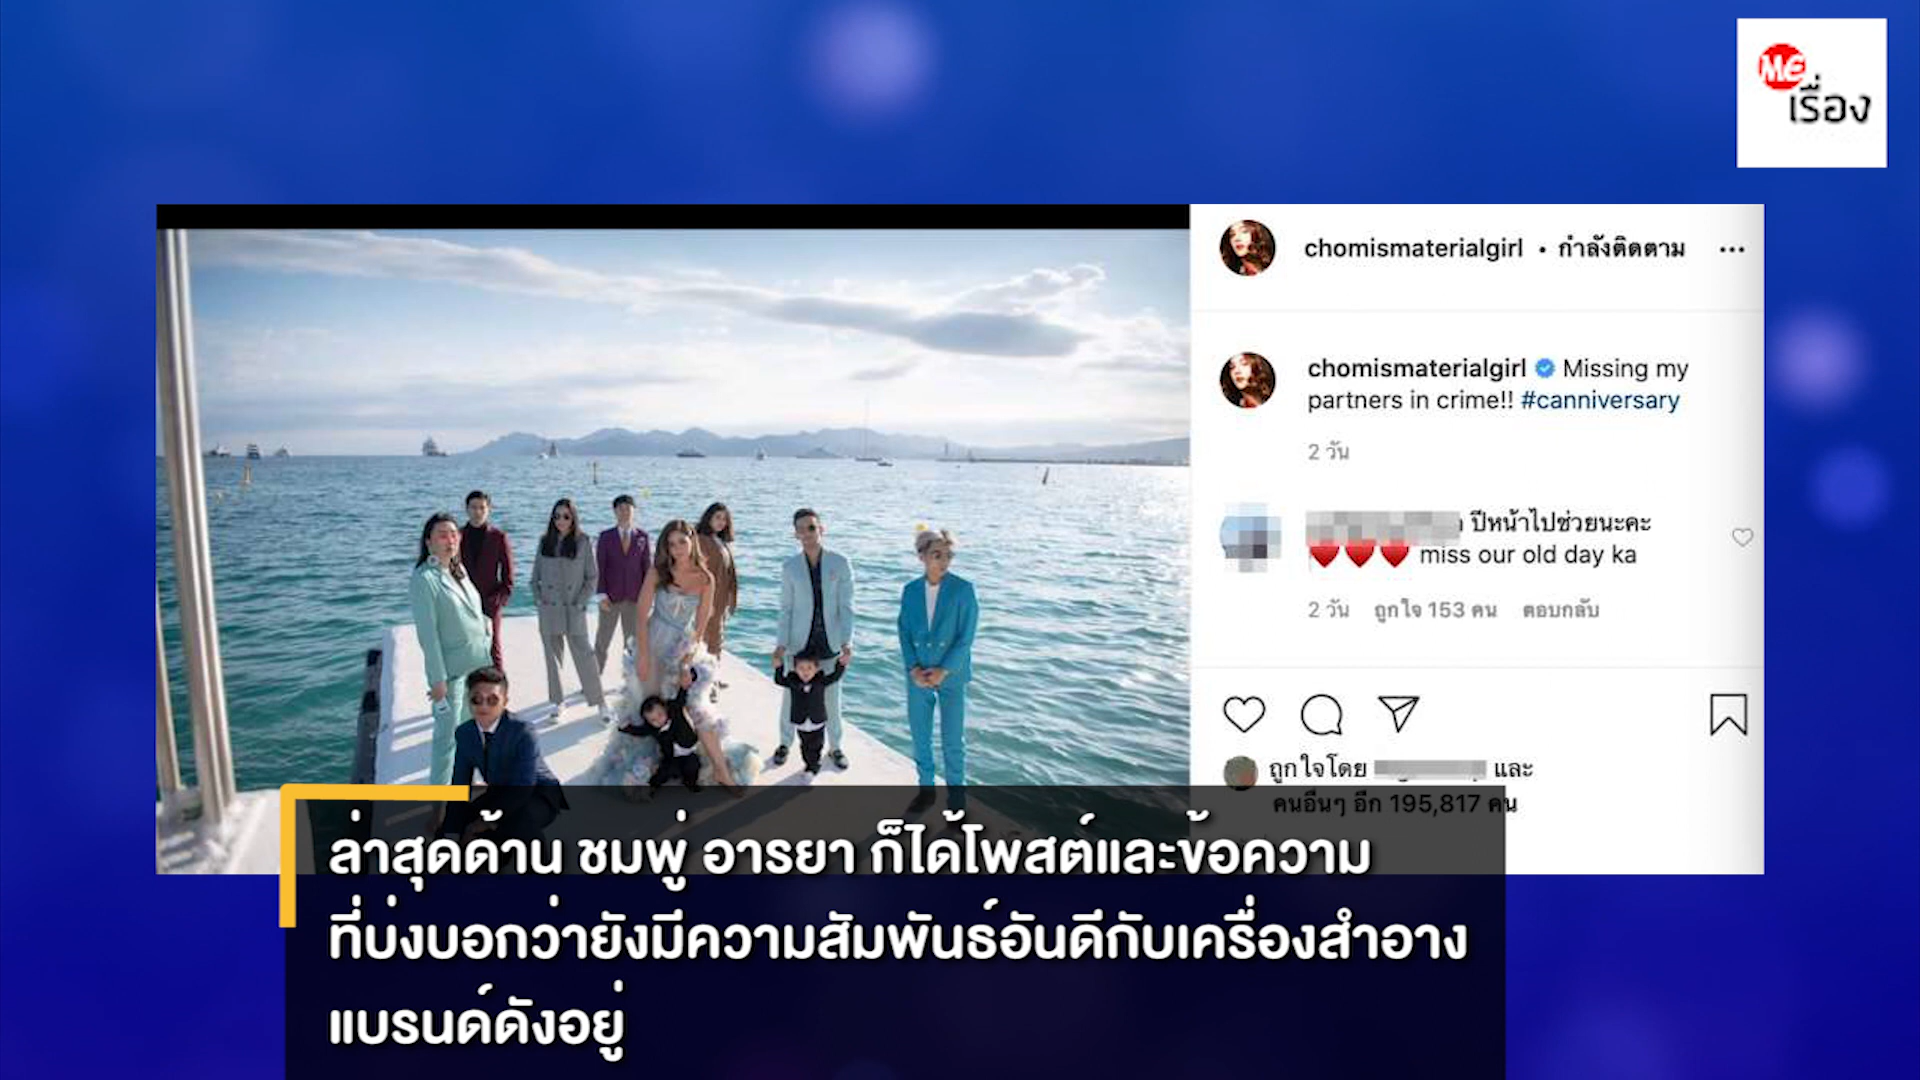 ME
เรื่อง
chomismaterialgirl • กำลังติดตาม •••
chomismaterialgirl Missing my
partners in crime!! #canniversary
2 วัน
ปีหน้าไปช่วยนะคะ
miss our old day ka
2 วัน ถูกใจ 153 คน ตอบกลับ
ถูกใจโดย และ
คนอื่นๆ อีก 195,817 คน
ล่าสุดด้าน ชมพู่ อารยา ก็ได้โพสต์และข้อความ
ที่บ่งบอกว่ายังมีความสัมพันธ์อันดีกับเครื่องสำอาง
แบรนด์ดังอยู่